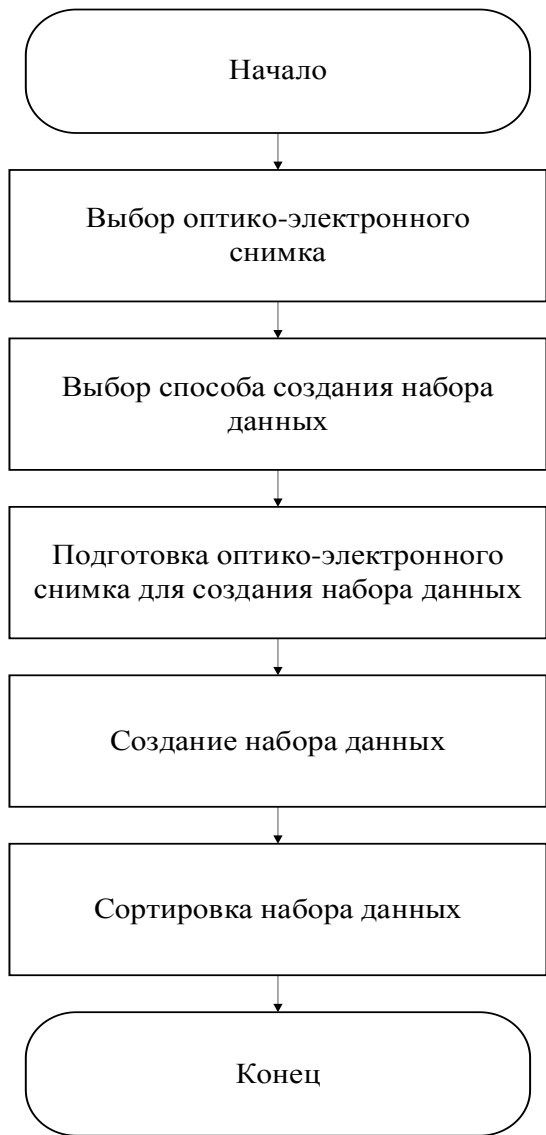 Начало
Выбор оптико-электронного
снимка
Выбор способа создания набора
данных
Подготовка оптико-электронного
снимка для создания набора данных
Создание набора данных
Сортировка набора данных
Конец